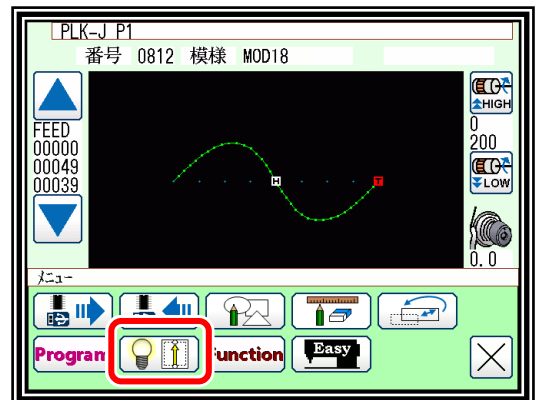 PLK-J P1
番号 0812 模様 MOD18
FEED
00000
00049
00039
HIGH
0
200
LOW
0.0
H
T
メニュー
Program
Function
Easy